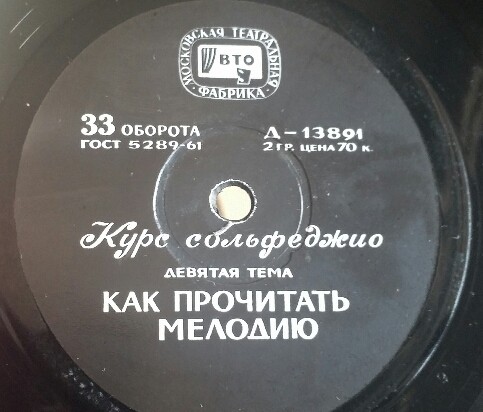 МОСКОВСКАЯ ТЕАТРАЛЬНАЯ
ВТО
ФАБРИКА
33 ОБОРОТА
ГОСТ 5289-61
Д-13891
2 ГР. ЦЕНА 70 К.
Курс сольфеджио
ДЕВЯТАЯ ТЕМА
КАК ПРОЧИТАТЬ
МЕЛОДИЮ